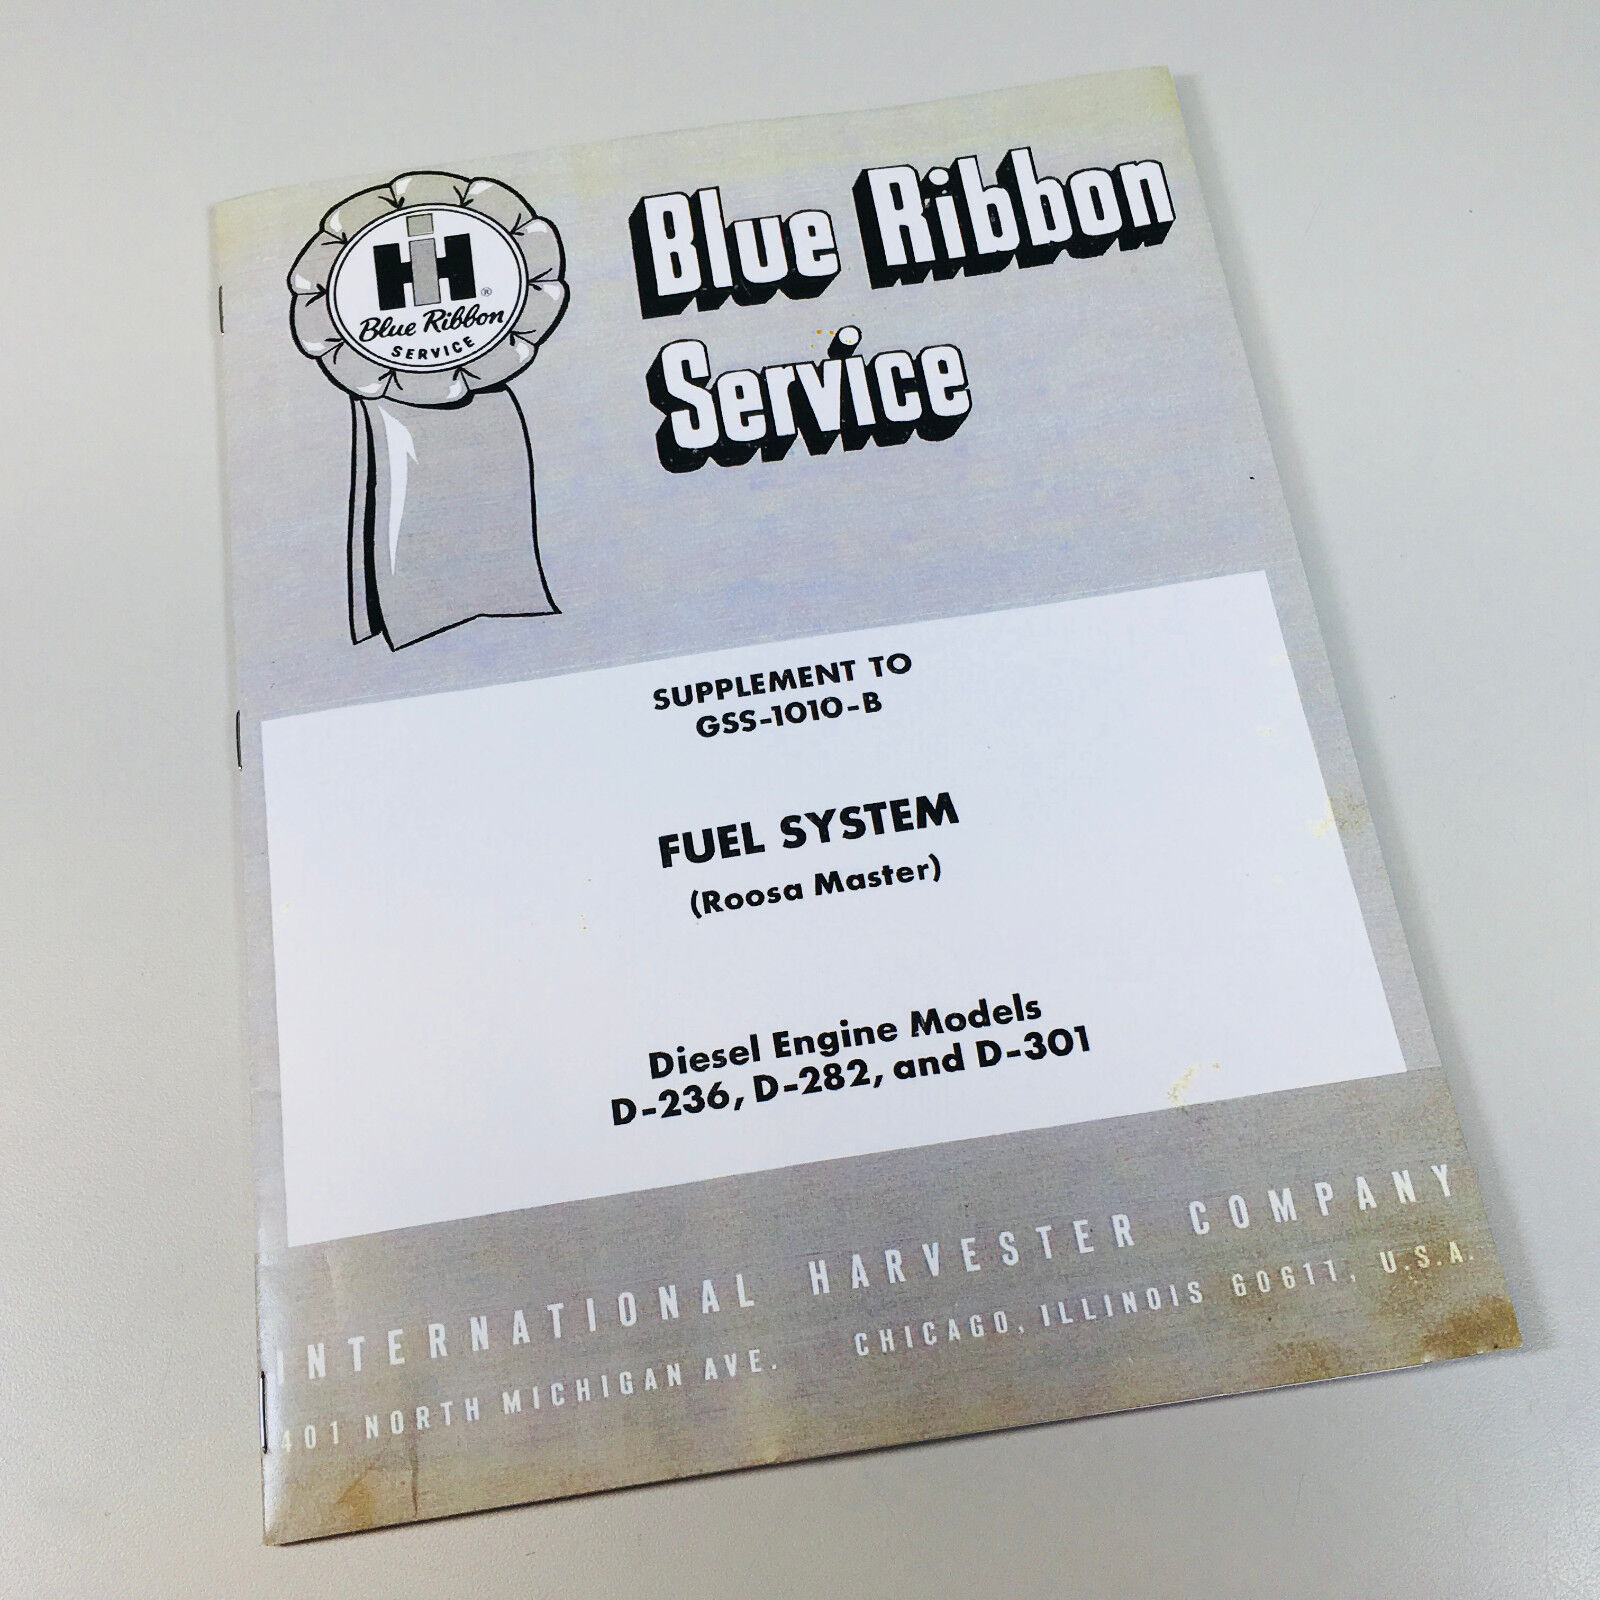 IH ®
Blue Ribbon
SERVICE
Blue Ribbon
Service
SUPPLEMENT TO
GSS-1010-B
FUEL SYSTEM
(Roosa Master)
Diesel Engine Models
D-236, D-282, and D-301
INTERNATIONAL HARVESTER COMPANY
401 NORTH MICHIGAN AVE. CHICAGO, ILLINOIS 60611, U.S.A.